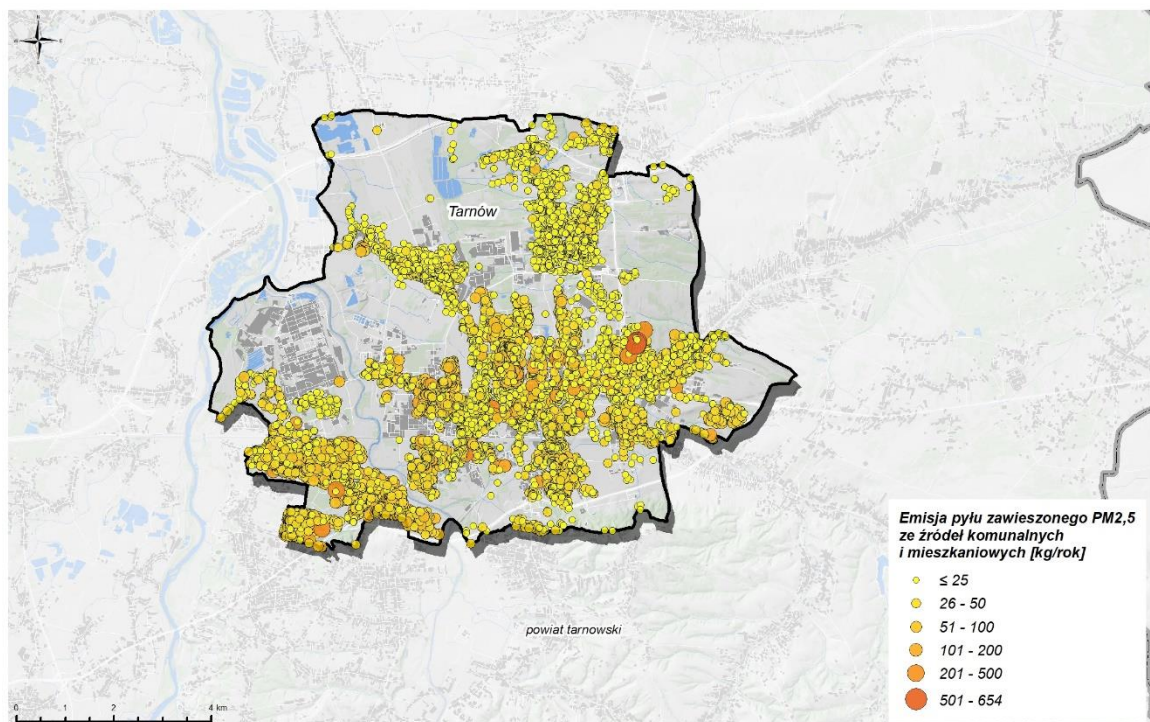 N
W
E
S
Tarnów
powiat tarnowski
Emisja pyłu zawieszonego PM2,5
ze źródeł komunalnych
i mieszkaniowych [kg/rok]
≤ 25
26 - 50
51 - 100
101 - 200
201 - 500
501 - 654
0 1 2 4 km